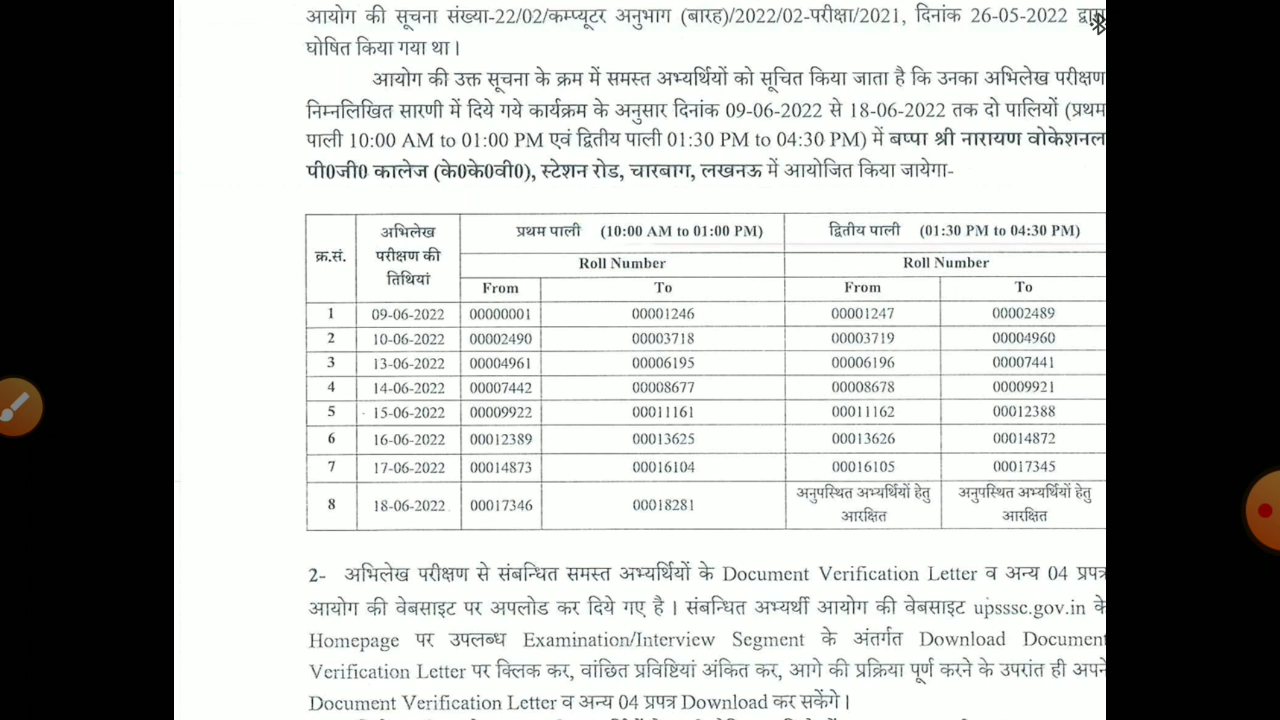 आयोग की सूचना संख्या-22/02/कम्प्यूटर अनुभाग (बारह)/2022/02-परीक्षा/2021, दिनांक 26-05-2022
घोषित किया गया था।
आयोग की उक्त सूचना के क्रम में समस्त अभ्यर्थियों को सूचित किया जाता है कि उनका अभिलेख परीक्षण
निम्नलिखित सारणी में दिये गये कार्यक्रम के अनुसार दिनांक 09-06-2022 से 18-06-2022 तक दो पालियों (प्रथम
पाली 10:00 AM to 01:00 PM एवं द्वितीय पाली 01:30 PM to 04:30 PM) में बप्पा श्री नारायण वोकेशनल
पी0जी0 कालेज (के0के0वी0), स्टेशन रोड, चारबाग, लखनऊ में आयोजित किया जायेगा-
क्र.सं. अभिलेख परीक्षण की तिथियां प्रथम पाली (10:00 AM to 01:00 PM) द्वितीय पाली (01:30 PM to 04:30 PM)
Roll Number Roll Number
From To From To
1 09-06-2022 00000001 00001246 00001247 00002489
2 10-06-2022 00002490 00003718 00003719 00004960
3 13-06-2022 00004961 00006195 00006196 00007441
4 14-06-2022 00007442 00008677 00008678 00009921
5 15-06-2022 00009922 00011161 00011162 00012388
6 16-06-2022 00012389 00013625 00013626 00014872
7 17-06-2022 00014873 00016104 00016105 00017345
8 18-06-2022 00017346 00018281 अनुपस्थित अभ्यर्थियों हेतु आरक्षित अनुपस्थित अभ्यर्थियों हेतु आरक्षित
2- अभिलेख परीक्षण से संबन्धित समस्त अभ्यर्थियों के Document Verification Letter व अन्य 04 प्रपत्र
आयोग की वेबसाइट पर अपलोड कर दिये गए है। संबन्धित अभ्यर्थी आयोग की वेबसाइट upsssc.gov.in के
Homepage पर उपलब्ध Examination/Interview Segment के अंतर्गत Download Document
Verification Letter पर क्लिक कर, वांछित प्रविष्टियां अंकित कर, आगे की प्रक्रिया पूर्ण करने के उपरांत ही अपने
Document Verification Letter व अन्य 04 प्रपत्र Download कर सकेंगे।